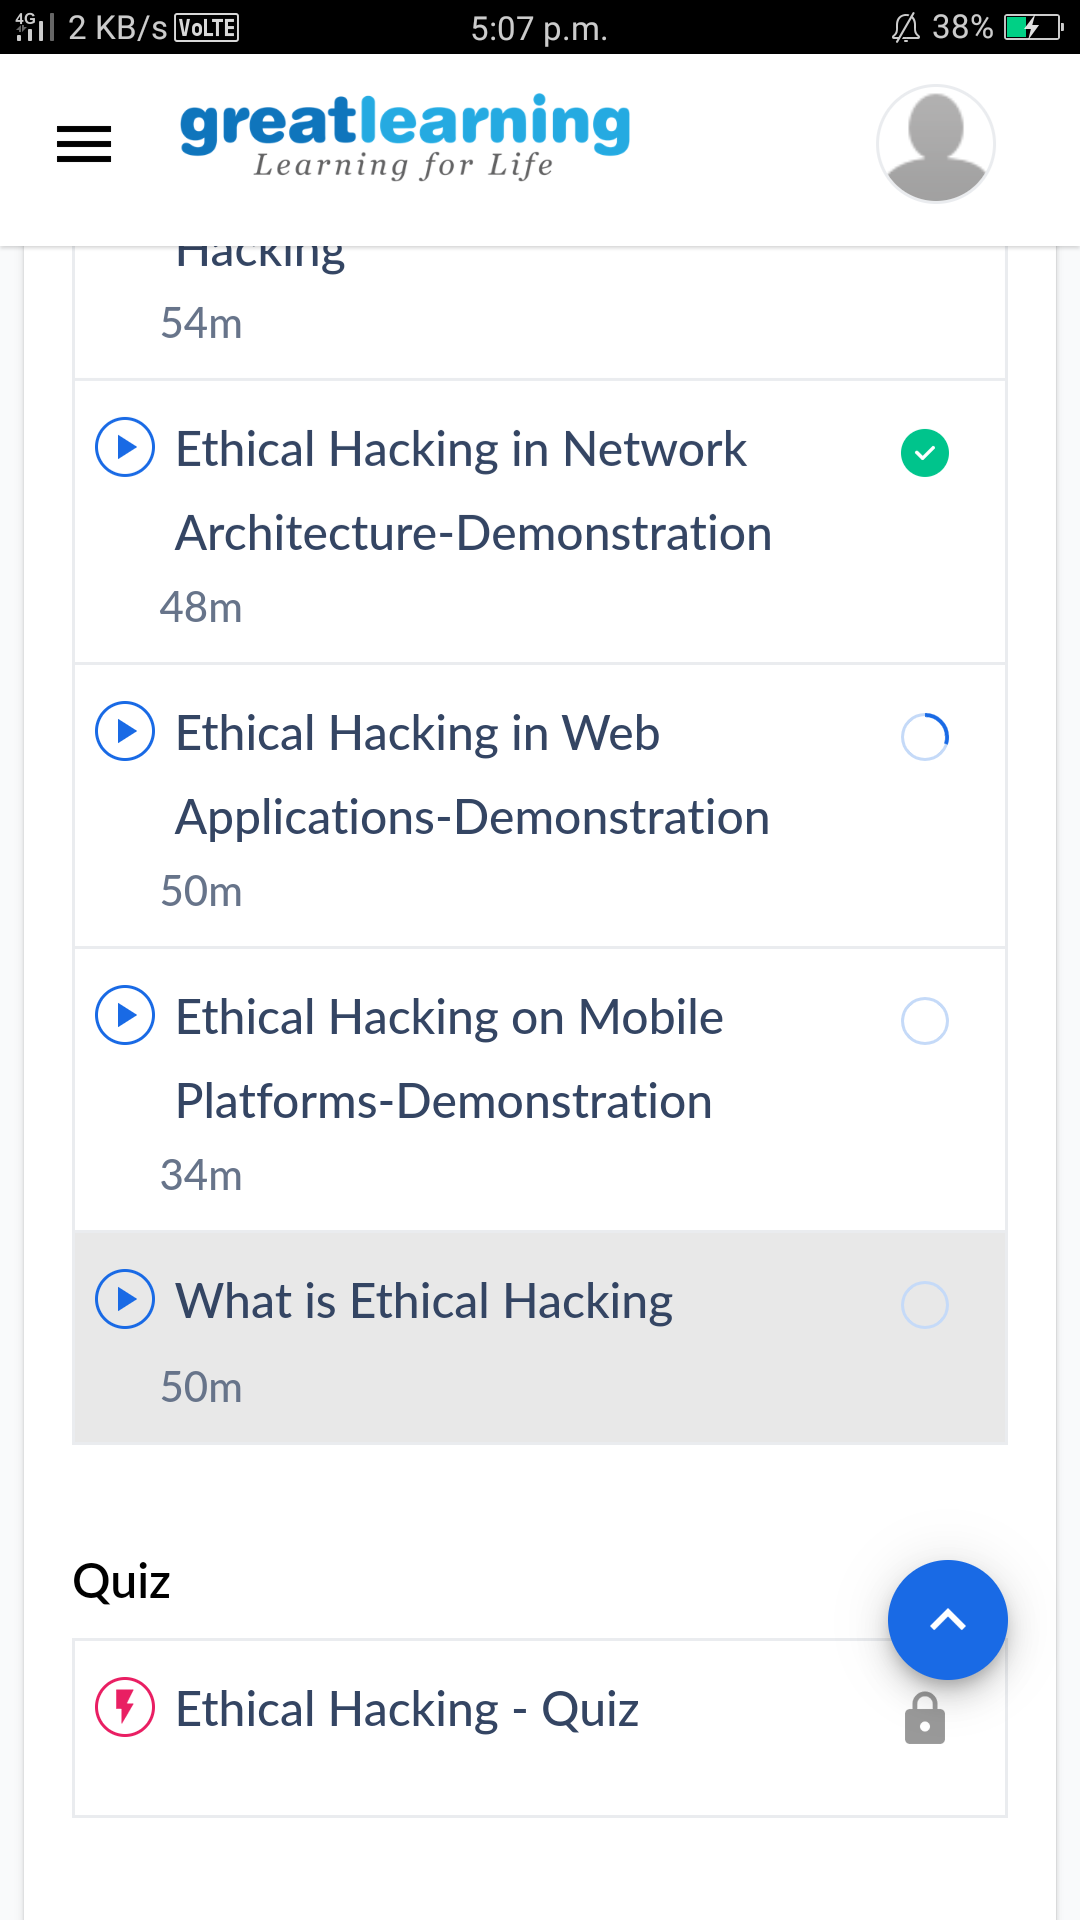 4G 2 KB/s VoLTE 5:07 p.m. 38%
greatlearning
Learning for Life
Hacking
54m
Ethical Hacking in Network
Architecture-Demonstration
48m
Ethical Hacking in Web
Applications-Demonstration
50m
Ethical Hacking on Mobile
Platforms-Demonstration
34m
What is Ethical Hacking
50m
Quiz
Ethical Hacking - Quiz